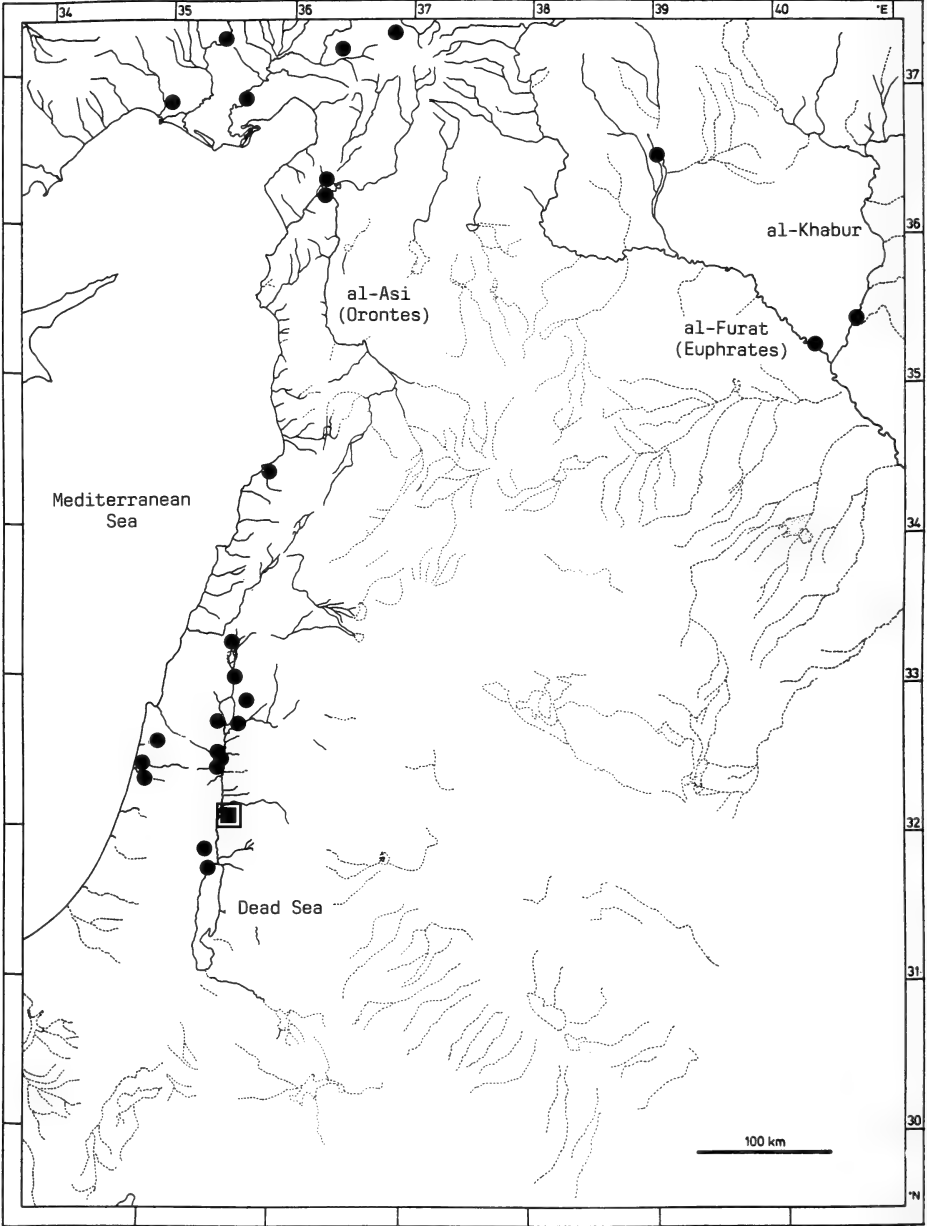 34 35 36 37 38 39 40 °E
37
36
al-Khabur
al-Asi
(Orontes)
al-Furat
(Euphrates)
35
Mediterranean
Sea
34
33
32
Dead Sea
31
30
100 km
°N